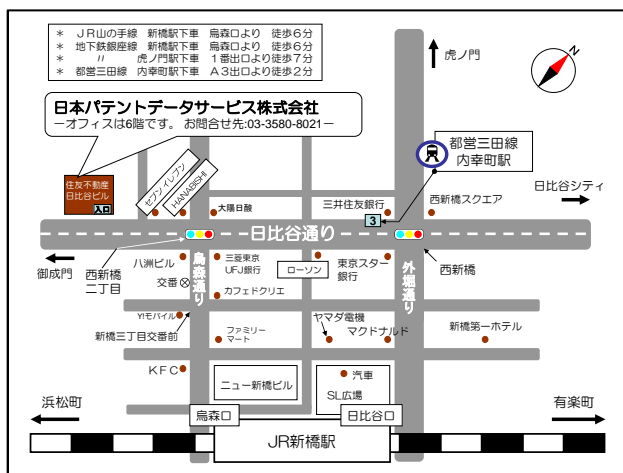 ＊ ＪＲ山の手線 新橋駅下車 烏森口より 徒歩６分
＊ 地下鉄銀座線 新橋駅下車 烏森口より 徒歩６分
＊ 〃 虎ノ門駅下車 １番出口より徒歩７分
＊ 都営三田線 内幸町駅下車 Ａ３出口より徒歩２分
虎ノ門
N
日本パテントデータサービス株式会社
－オフィスは6階です。 お問合せ先:03-3580-8021－
都営三田線
内幸町駅
住友不動産
日比谷ビル
入口
セブンイレブン
HANABISHI
大陽日酸
三井住友銀行
3
西新橋スクエア
日比谷シティ
日比谷通り
御成門
西新橋
二丁目
八洲ビル
交番
烏森通り
三菱東京
UFJ銀行
カフェドクリエ
ローソン
東京スター
銀行
外堀通り
西新橋
Y!モバイル
新橋三丁目交番前
ファミリー
マート
ヤマダ電機
マクドナルド
新橋第一ホテル
ＫＦＣ
ニュー新橋ビル
汽車
SL広場
浜松町
烏森口
日比谷口
有楽町
JR新橋駅